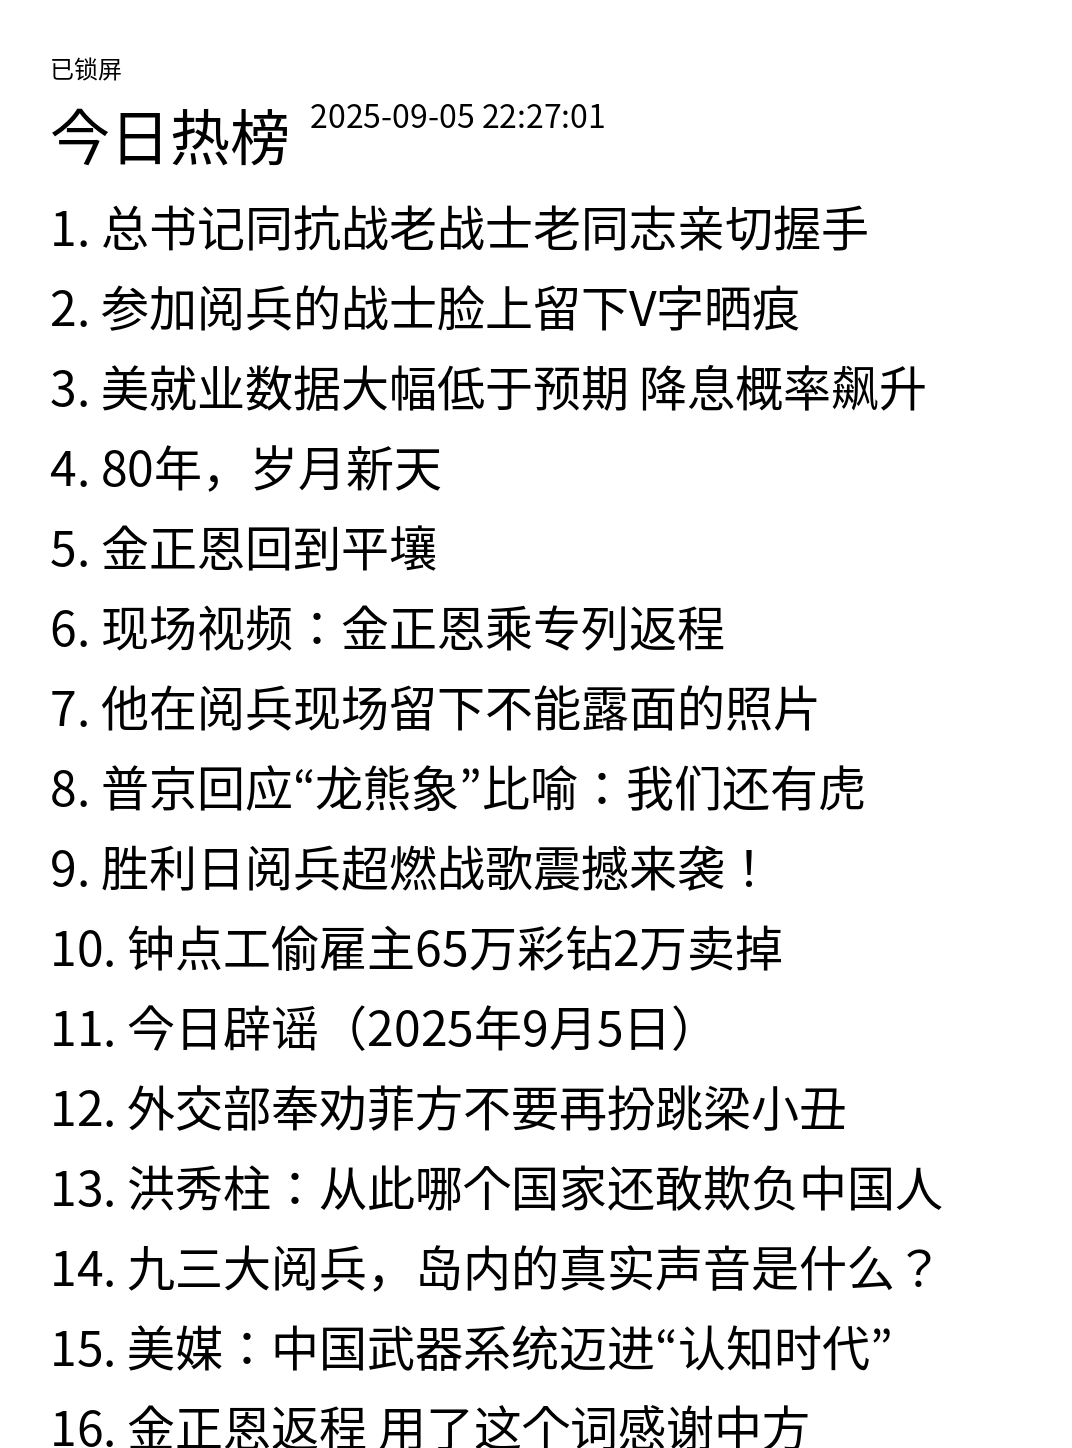 已锁屏
今日热榜 2025-09-05 22:27:01
1. 总书记同抗战老战士老同志亲切握手
2. 参加阅兵的战士脸上留下V字晒痕
3. 美就业数据大幅低于预期 降息概率飙升
4. 80年，岁月新天
5. 金正恩回到平壤
6. 现场视频：金正恩乘专列返程
7. 他在阅兵现场留下不能露面的照片
8. 普京回应“龙熊象”比喻：我们还有虎
9. 胜利日阅兵超燃战歌震撼来袭！
10. 钟点工偷雇主65万彩钻2万卖掉
11. 今日辟谣（2025年9月5日）
12. 外交部奉劝菲方不要再扮跳梁小丑
13. 洪秀柱：从此哪个国家还敢欺负中国人
14. 九三大阅兵，岛内的真实声音是什么？
15. 美媒：中国武器系统迈进“认知时代”
16. 金正恩返程 用了这个词感谢中方